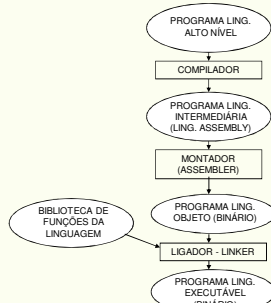 PROGRAMA LING.
ALTO NÍVEL
COMPILADOR
PROGRAMA LING.
INTERMEDIÁRIA
(LING. ASSEMBLY)
MONTADOR
(ASSEMBLER)
BIBLIOTECA DE
FUNÇÕES DA
LINGUAGEM
PROGRAMA LING.
OBJETO (BINÁRIO)
LIGADOR - LINKER
PROGRAMA LING.
EXECUTÁVEL
(BINÁRIO)